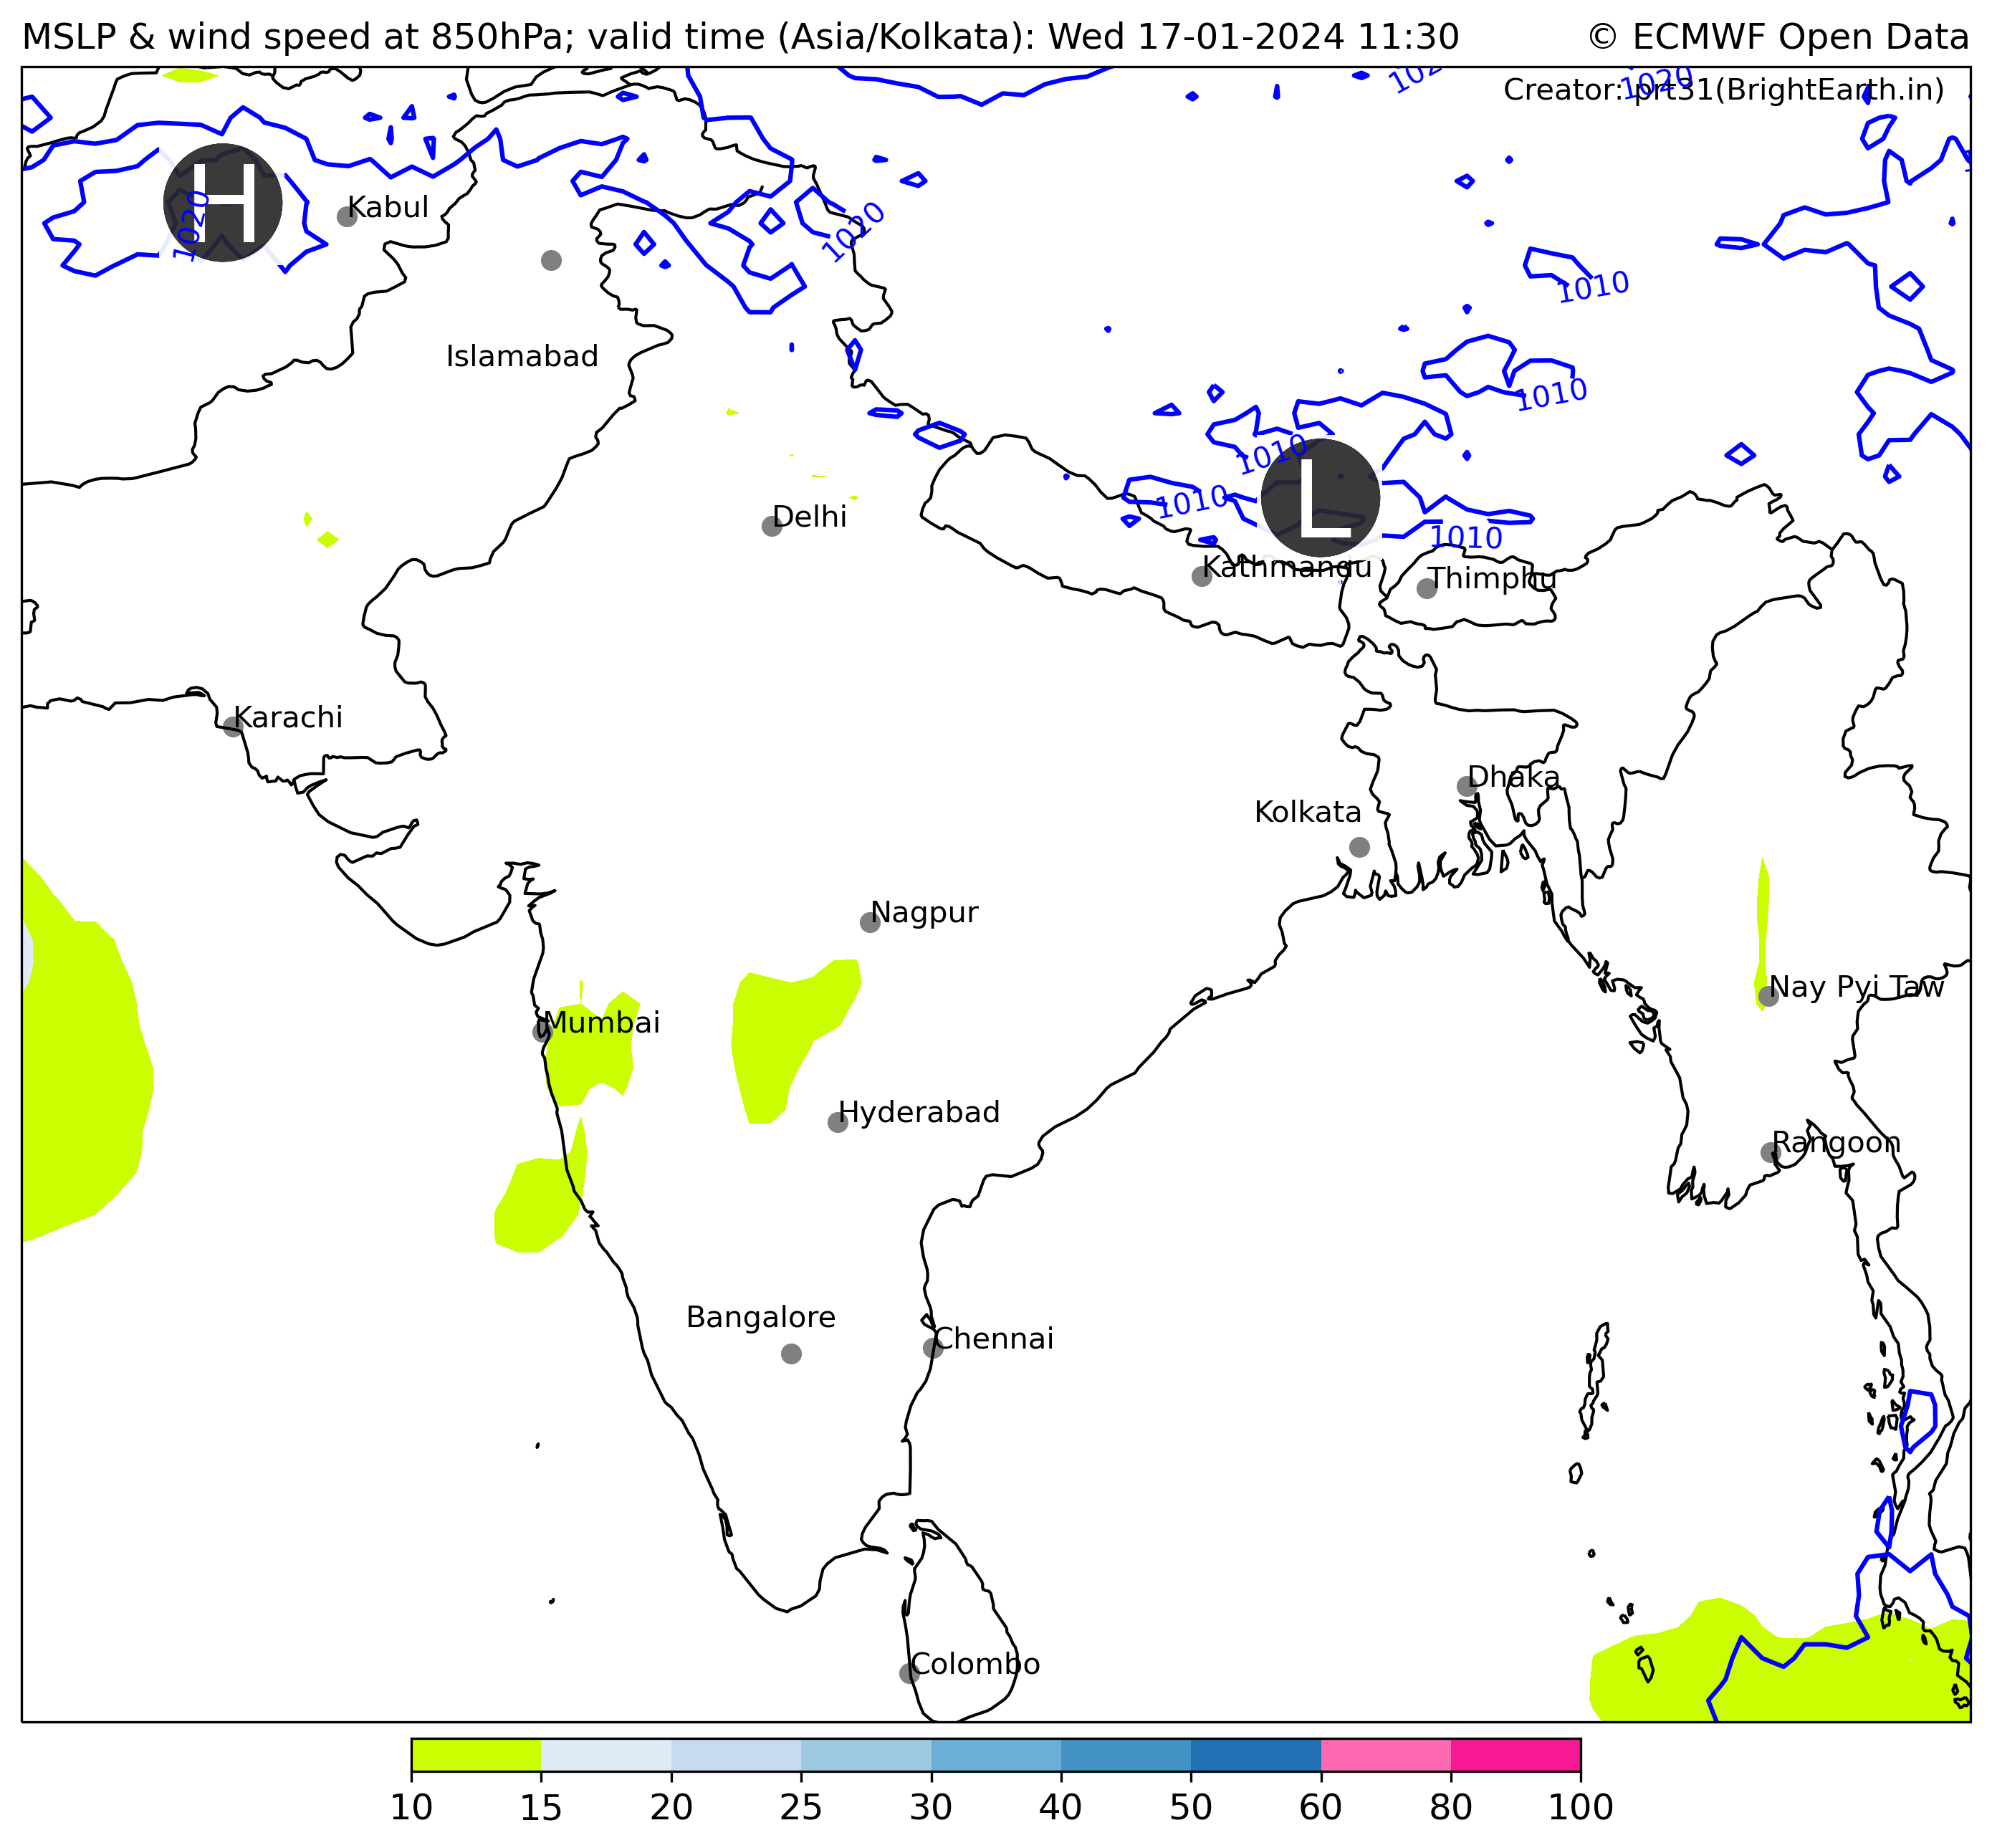 MSLP & wind speed at 850hPa; valid time (Asia/Kolkata): Wed 17-01-2024 11:30
© ECMWF Open Data
1020
Creator: prt31(BrightEarth.in)
H
1020
Kabul
1020
1010
Islamabad
1010
1010
L
1010
Delhi
1010
Kathmandu
Thimphu
Karachi
Dhaka
Kolkata
Nagpur
Nay Pyi Taw
Mumbai
Hyderabad
Rangoon
Bangalore
Chennai
Colombo
10 15 20 25 30 40 50 60 80 100